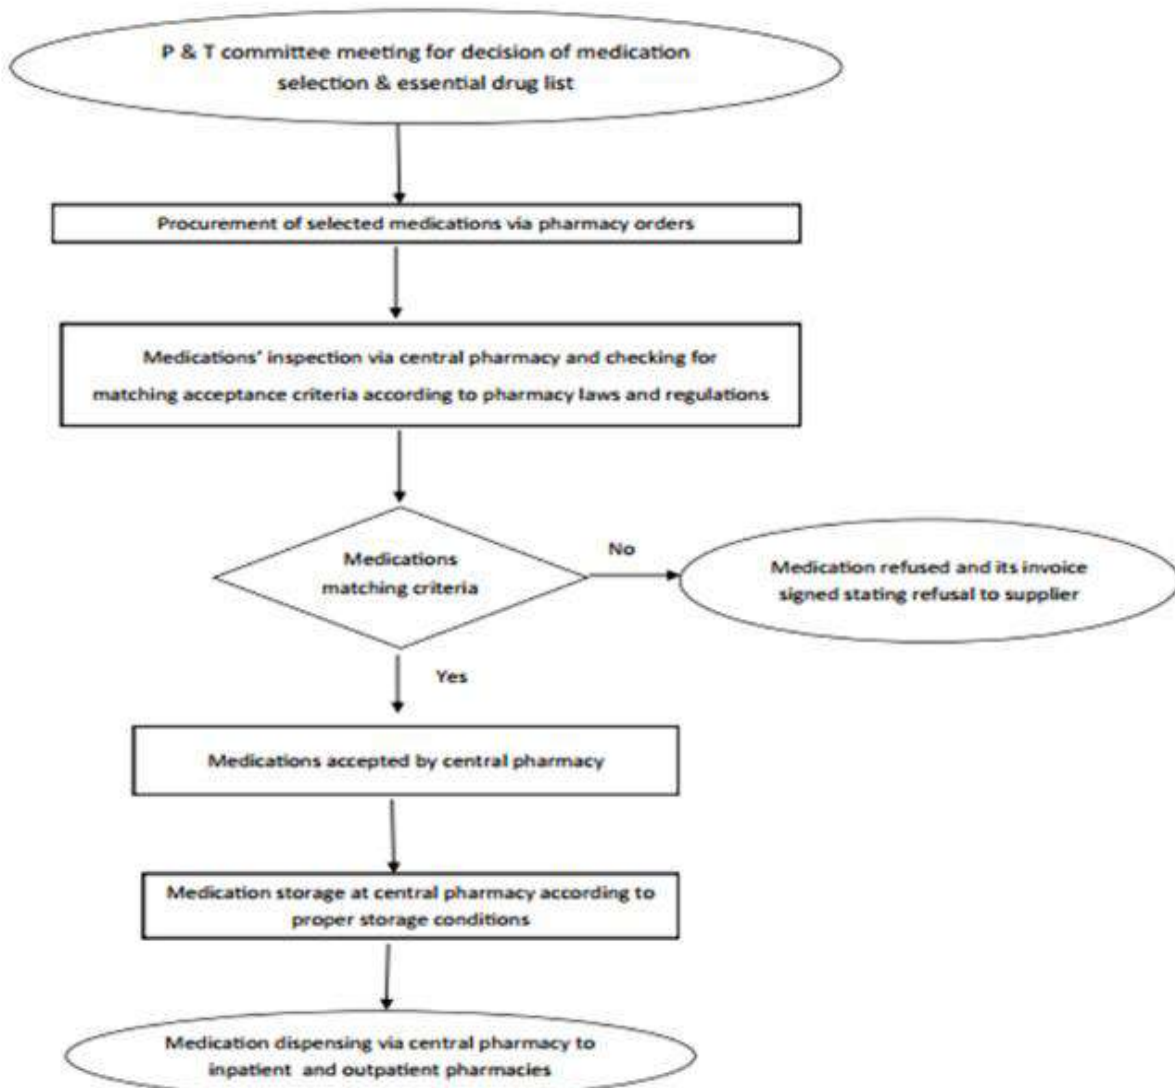 P & T committee meeting for decision of medication
selection & essential drug list
Procurement of selected medications via pharmacy orders
Medications' inspection via central pharmacy and checking for
matching acceptance criteria according to pharmacy laws and regulations
Medications
matching criteria
No
Medication refused and its invoice
signed stating refusal to supplier
Yes
Medications accepted by central pharmacy
Medication storage at central pharmacy according to
proper storage conditions
Medication dispensing via central pharmacy to
inpatient and outpatient pharmacies